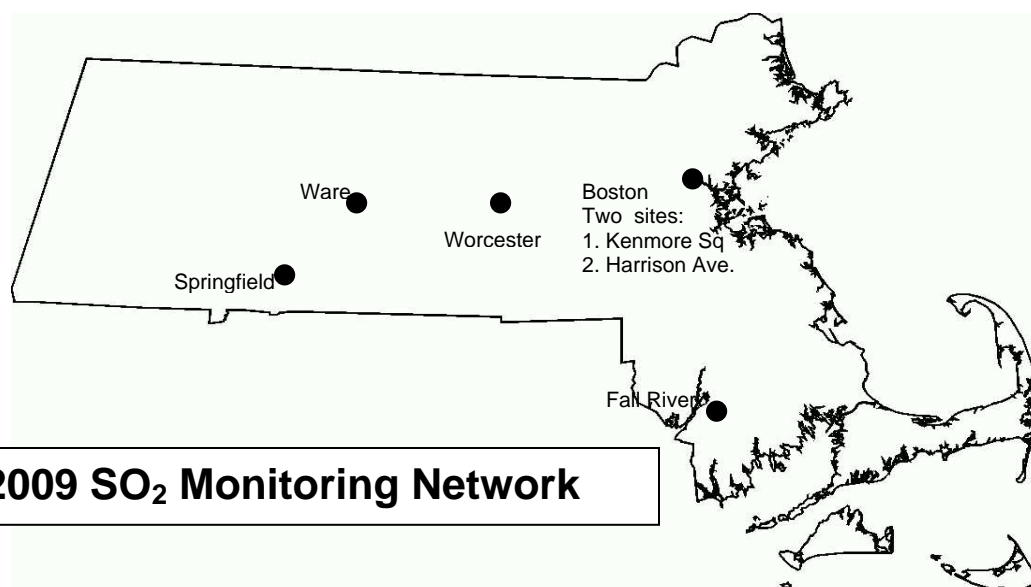 Ware
Worcester
Boston
Two sites:
1. Kenmore Sq
2. Harrison Ave.
Springfield
Fall River
2009 SO₂ Monitoring Network